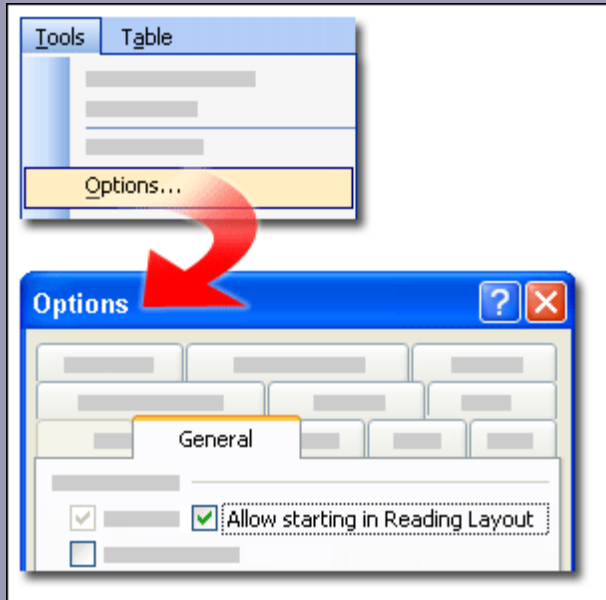 Tools Table
Options...
Options ?
General
Allow starting in Reading Layout